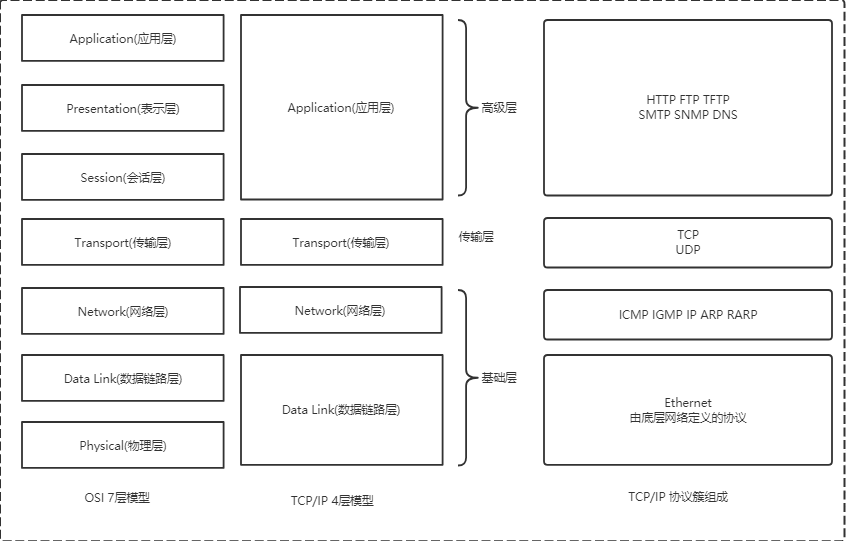 Application(应用层)
Presentation(表示层)
Session(会话层)
Transport(传输层)
Network(网络层)
Data Link(数据链路层)
Physical(物理层)
OSI 7层模型
Application(应用层)
Transport(传输层)
Network(网络层)
Data Link(数据链路层)
TCP/IP 4层模型
高级层
传输层
基础层
HTTP FTP TFTP
SMTP SNMP DNS
TCP
UDP
ICMP IGMP IP ARP RARP
Ethernet
由底层网络定义的协议
TCP/IP 协议簇组成